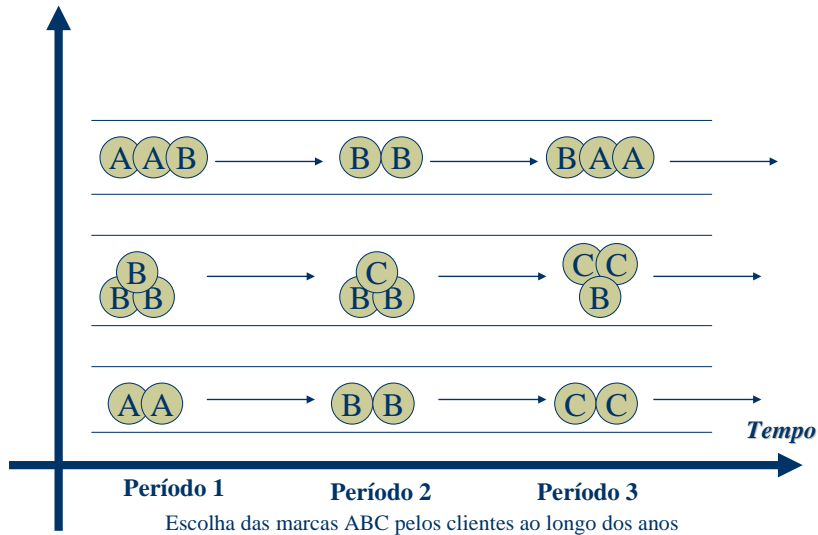 A A B B B B A A
B C C C
B B B B B
A A B B C C
Tempo
Período 1 Período 2 Período 3
Escolha das marcas ABC pelos clientes ao longo dos anos